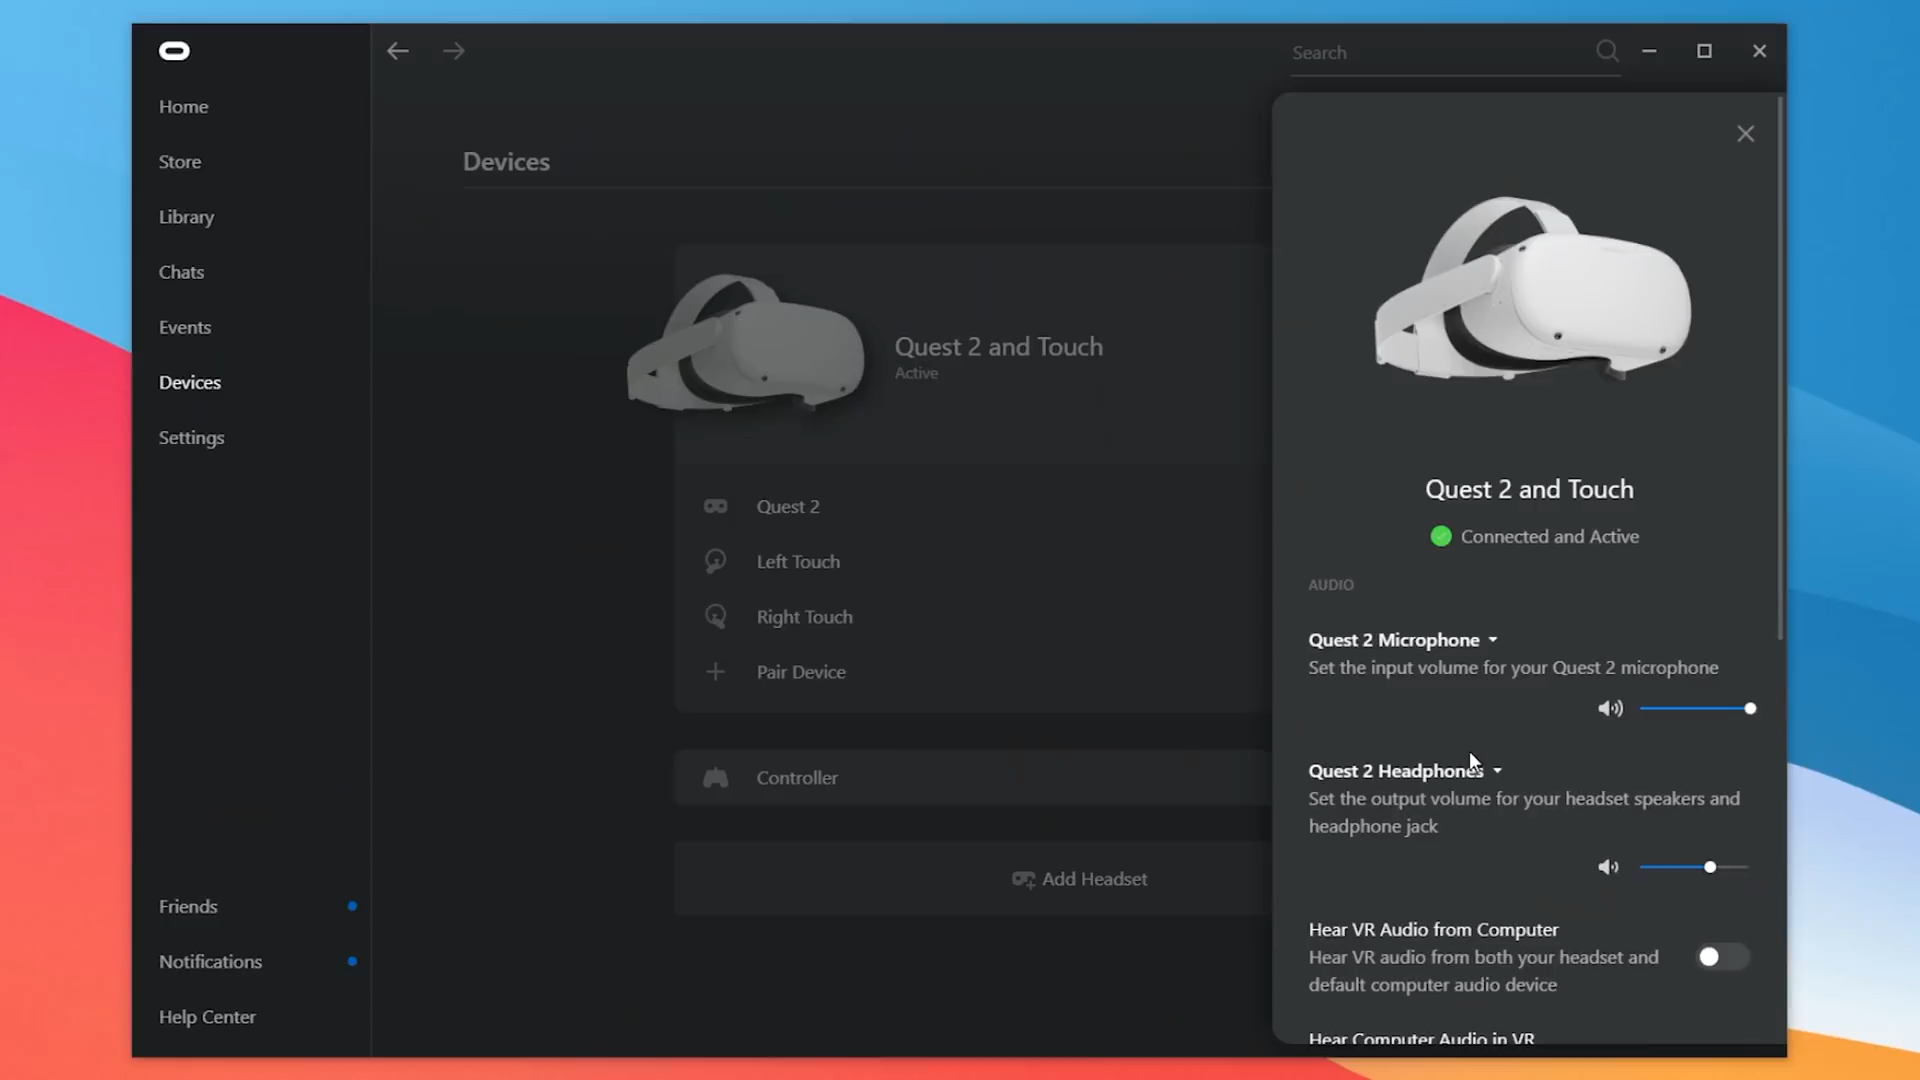 Search
Home
Store
Library
Chats
Events
Devices
Settings
Friends
Notifications
Help Center
Devices
Quest 2 and Touch
Active
Quest 2
Left Touch
Right Touch
Pair Device
Controller
Add Headset
Quest 2 and Touch
Connected and Active
AUDIO
Quest 2 Microphone
Set the input volume for your Quest 2 microphone
Quest 2 Headphones
Set the output volume for your headset speakers and
headphone jack
Hear VR Audio from Computer
Hear VR audio from both your headset and
default computer audio device
Hear Computer Audio in VR